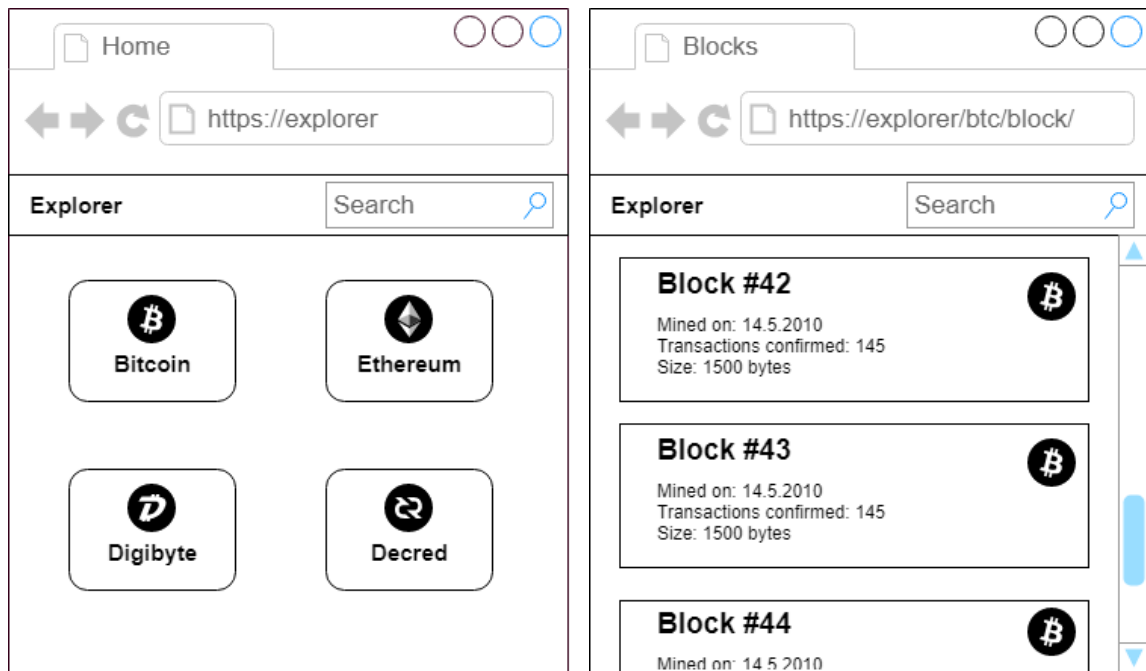 Home
https://explorer
Explorer
Search
Bitcoin
Ethereum
Digibyte
Decred
Blocks
https://explorer/btc/block/
Explorer
Search
Block #42
Mined on: 14.5.2010
Transactions confirmed: 145
Size: 1500 bytes
Block #43
Mined on: 14.5.2010
Transactions confirmed: 145
Size: 1500 bytes
Block #44
Mined on: 14.5.2010